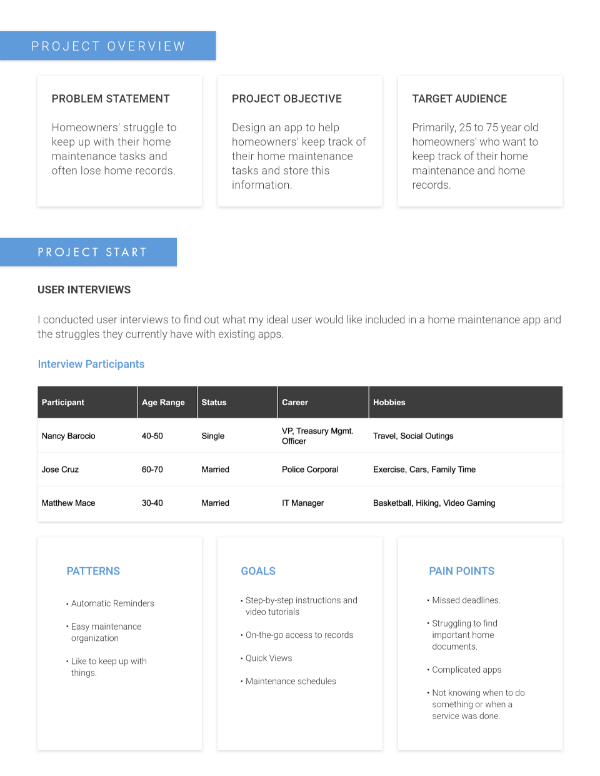 PROJECT OVERVIEW
PROBLEM STATEMENT
Homeowners' struggle to
keep up with their home
maintenance tasks and
often lose home records.
PROJECT OBJECTIVE
Design an app to help
homeowners' keep track of
their home maintenance
tasks and store this
information.
TARGET AUDIENCE
Primarily, 25 to 75 year old
homeowners' who want to
keep track of their home
maintenance and home
records.
PROJECT START
USER INTERVIEWS
I conducted user interviews to find out what my ideal user would like included in a home maintenance app and
the struggles they currently have with existing apps.
Interview Participants
Participant Age Range Status Career Hobbies
Nancy Barocio 40-50 Single VP, Treasury Mgmt. Officer Travel, Social Outings
Jose Cruz 60-70 Married Police Corporal Exercise, Cars, Family Time
Matthew Mace 30-40 Married IT Manager Basketball, Hiking, Video Gaming
PATTERNS
• Automatic Reminders
• Easy maintenance
organization
• Like to keep up with
things.
GOALS
• Step-by-step instructions and
video tutorials
• On-the-go access to records
• Quick Views
• Maintenance schedules
PAIN POINTS
• Missed deadlines.
• Struggling to find
important home
documents.
• Complicated apps
• Not knowing when to do
something or when a
service was done.